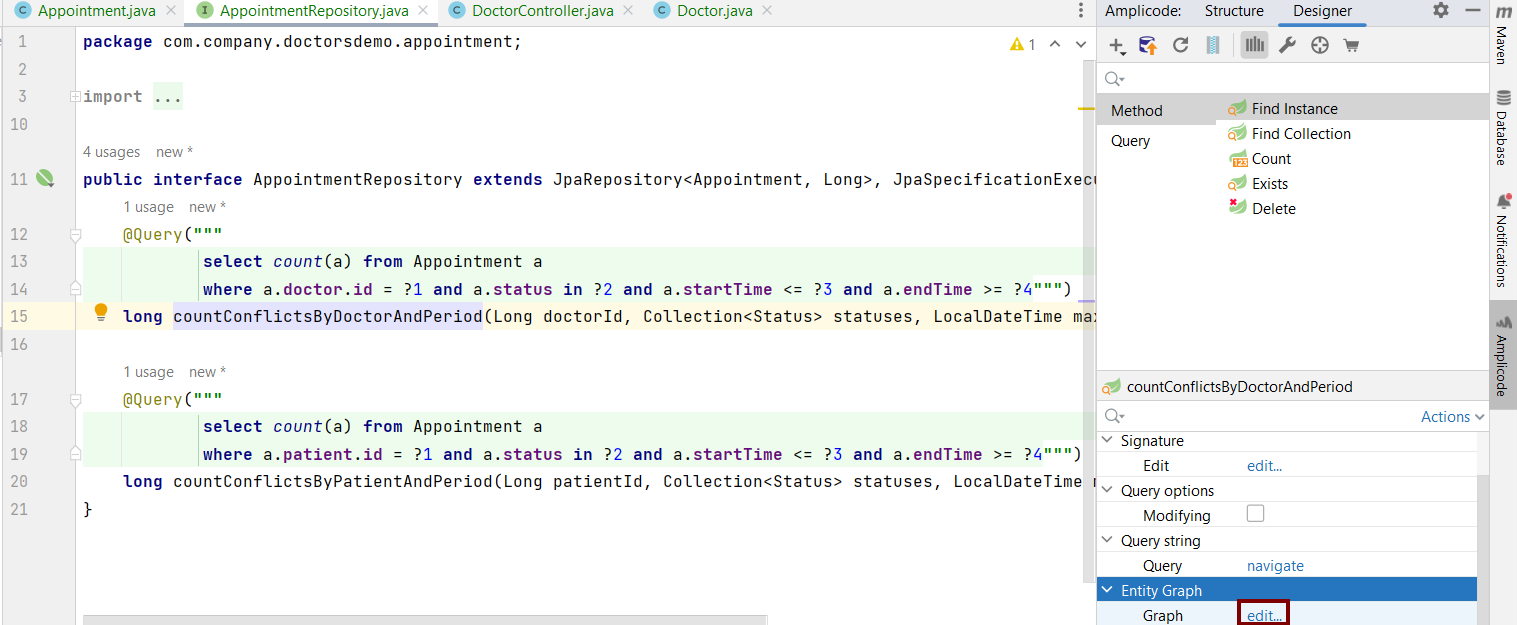 Appointment.java AppointmentRepository.java DoctorController.java Doctor.java
1 package com.company.doctorsdemo.appointment;
1
2
3 import ...
10
4 usages new *
11 public interface AppointmentRepository extends JpaRepository<Appointment, Long>, JpaSpecificationExecu
1 usage new *
12 @Query("""
13 select count(a) from Appointment a
14 where a.doctor.id = ?1 and a.status in ?2 and a.startTime <= ?3 and a.endTime >= ?4""")
15 long countConflictsByDoctorAndPeriod(Long doctorId, Collection<Status> statuses, LocalDateTime max
16
1 usage new *
17 @Query("""
18 select count(a) from Appointment a
19 where a.patient.id = ?1 and a.status in ?2 and a.startTime <= ?3 and a.endTime >= ?4""")
20 long countConflictsByPatientAndPeriod(Long patientId, Collection<Status> statuses, LocalDateTime
21 }
Amplicode: Structure Designer
Method
Query
Find Instance
Find Collection
123 Count
Exists
Delete
countConflictsByDoctorAndPeriod
Actions
Signature
Edit edit...
Query options
Modifying
Query string
Query navigate
Entity Graph
Graph edit...
m Maven
Database
Notifications
Amplicode